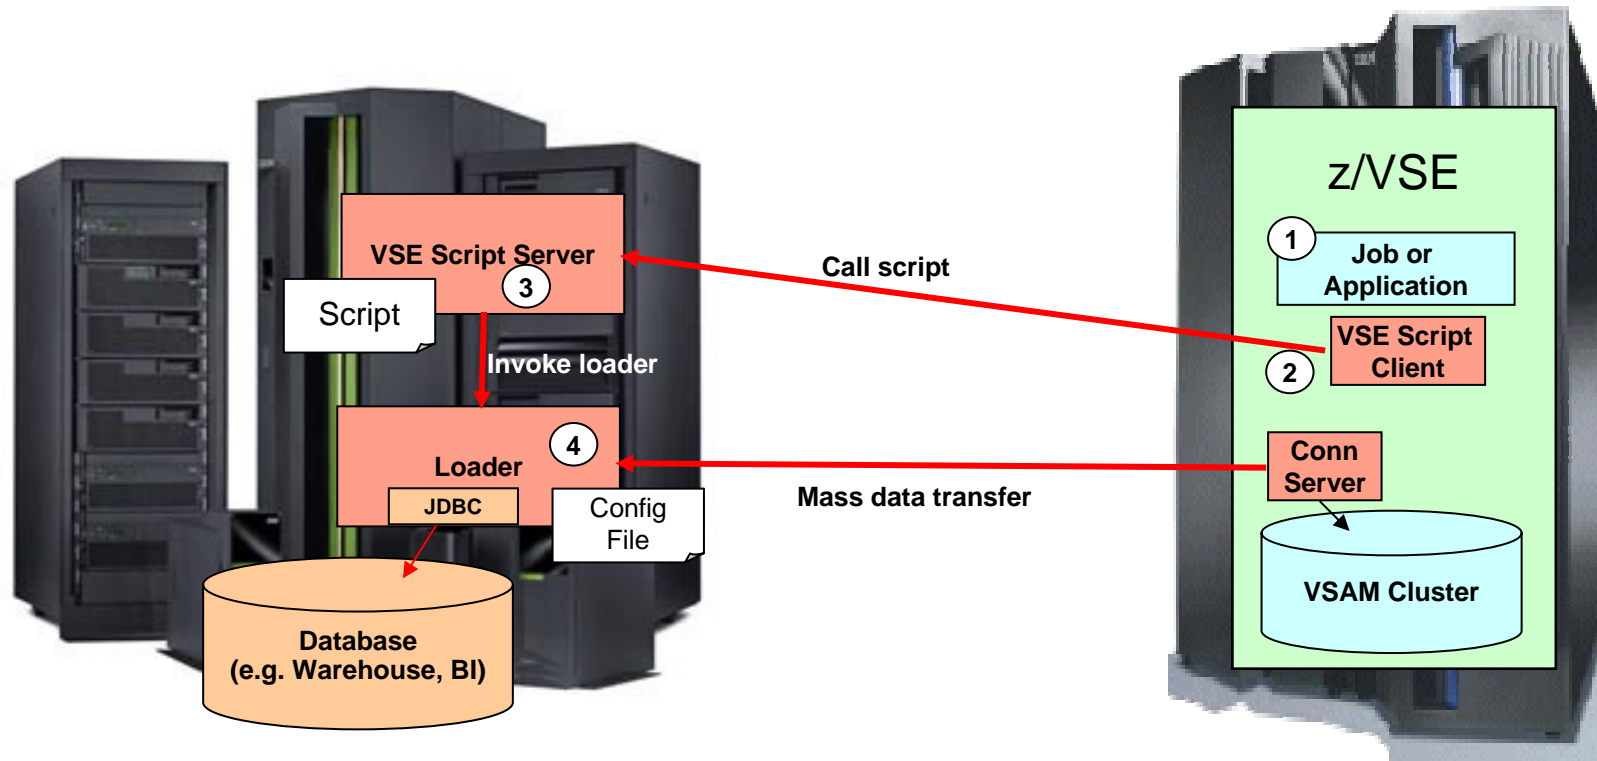 z/VSE
1
Job or
Application
VSE Script
Client
2
Call script
VSE Script Server
3
Script
Invoke loader
4
Loader
JDBC
Config
File
Mass data transfer
Conn
Server
VSAM Cluster
Database
(e.g. Warehouse, BI)